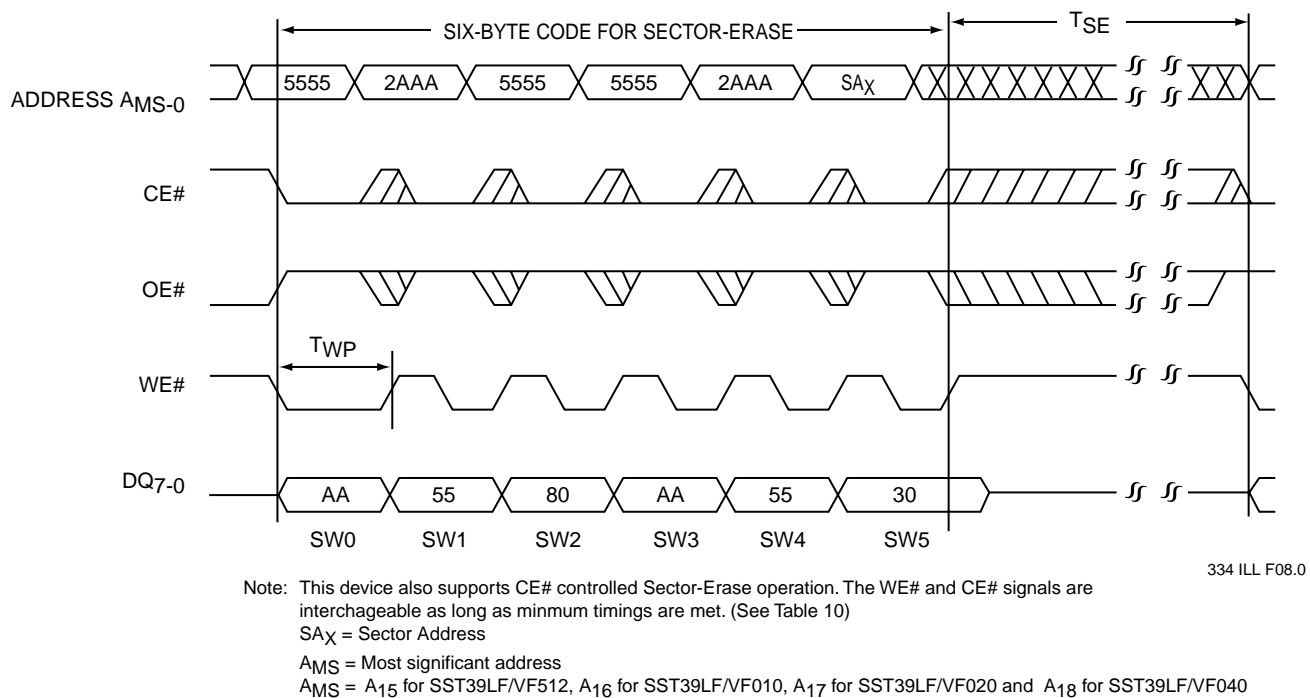 SIX-BYTE CODE FOR SECTOR-ERASE TSE
ADDRESS AMS-0 5555 2AAA 5555 5555 2AAA SAX
CE#
OE#
TWP
WE#
DQ7-0 AA 55 80 AA 55 30
SW0 SW1 SW2 SW3 SW4 SW5
334 ILL F08.0
Note: This device also supports CE# controlled Sector-Erase operation. The WE# and CE# signals are
interchageable as long as minmum timings are met. (See Table 10)
SAX = Sector Address
AMS = Most significant address
AMS = A15 for SST39LF/VF512, A16 for SST39LF/VF010, A17 for SST39LF/VF020 and A18 for SST39LF/VF040